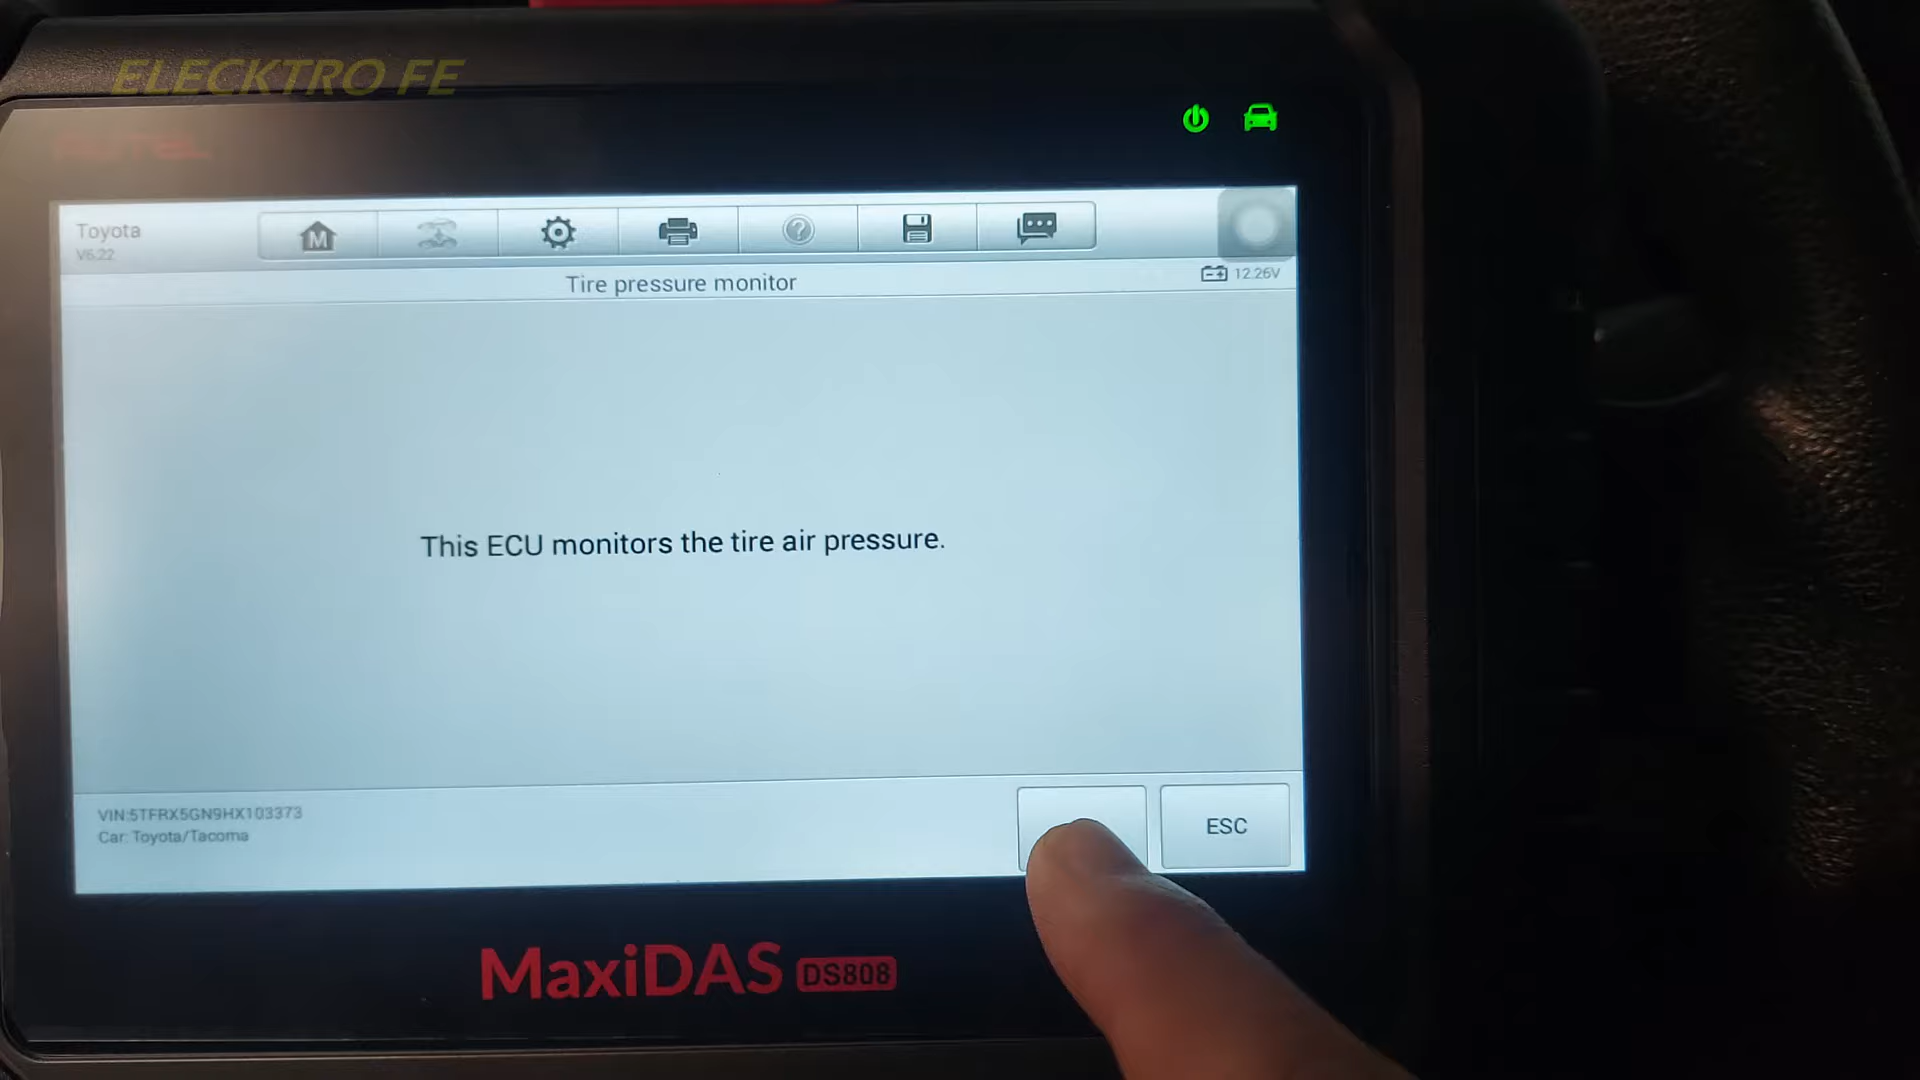 ELECKTRO FE
AUTEL
Toyota
V6.22
M
?
Tire pressure monitor
12.26V
This ECU monitors the tire air pressure.
VIN:5TFRX5GN9HX103373
Car: Toyota/Tacoma
ESC
MaxiDAS DS808